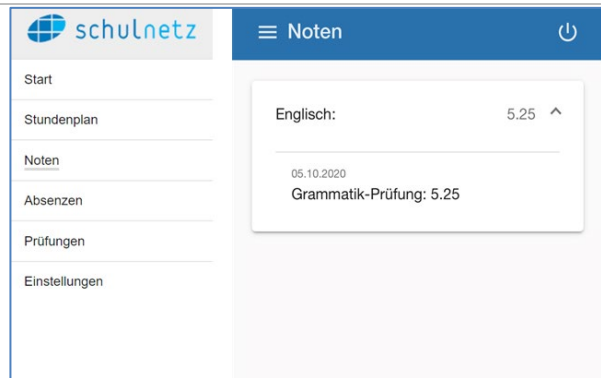 schulnetz
Start
Stundenplan
Noten
Absenzen
Prüfungen
Einstellungen
Noten
Englisch: 5.25
05.10.2020
Grammatik-Prüfung: 5.25